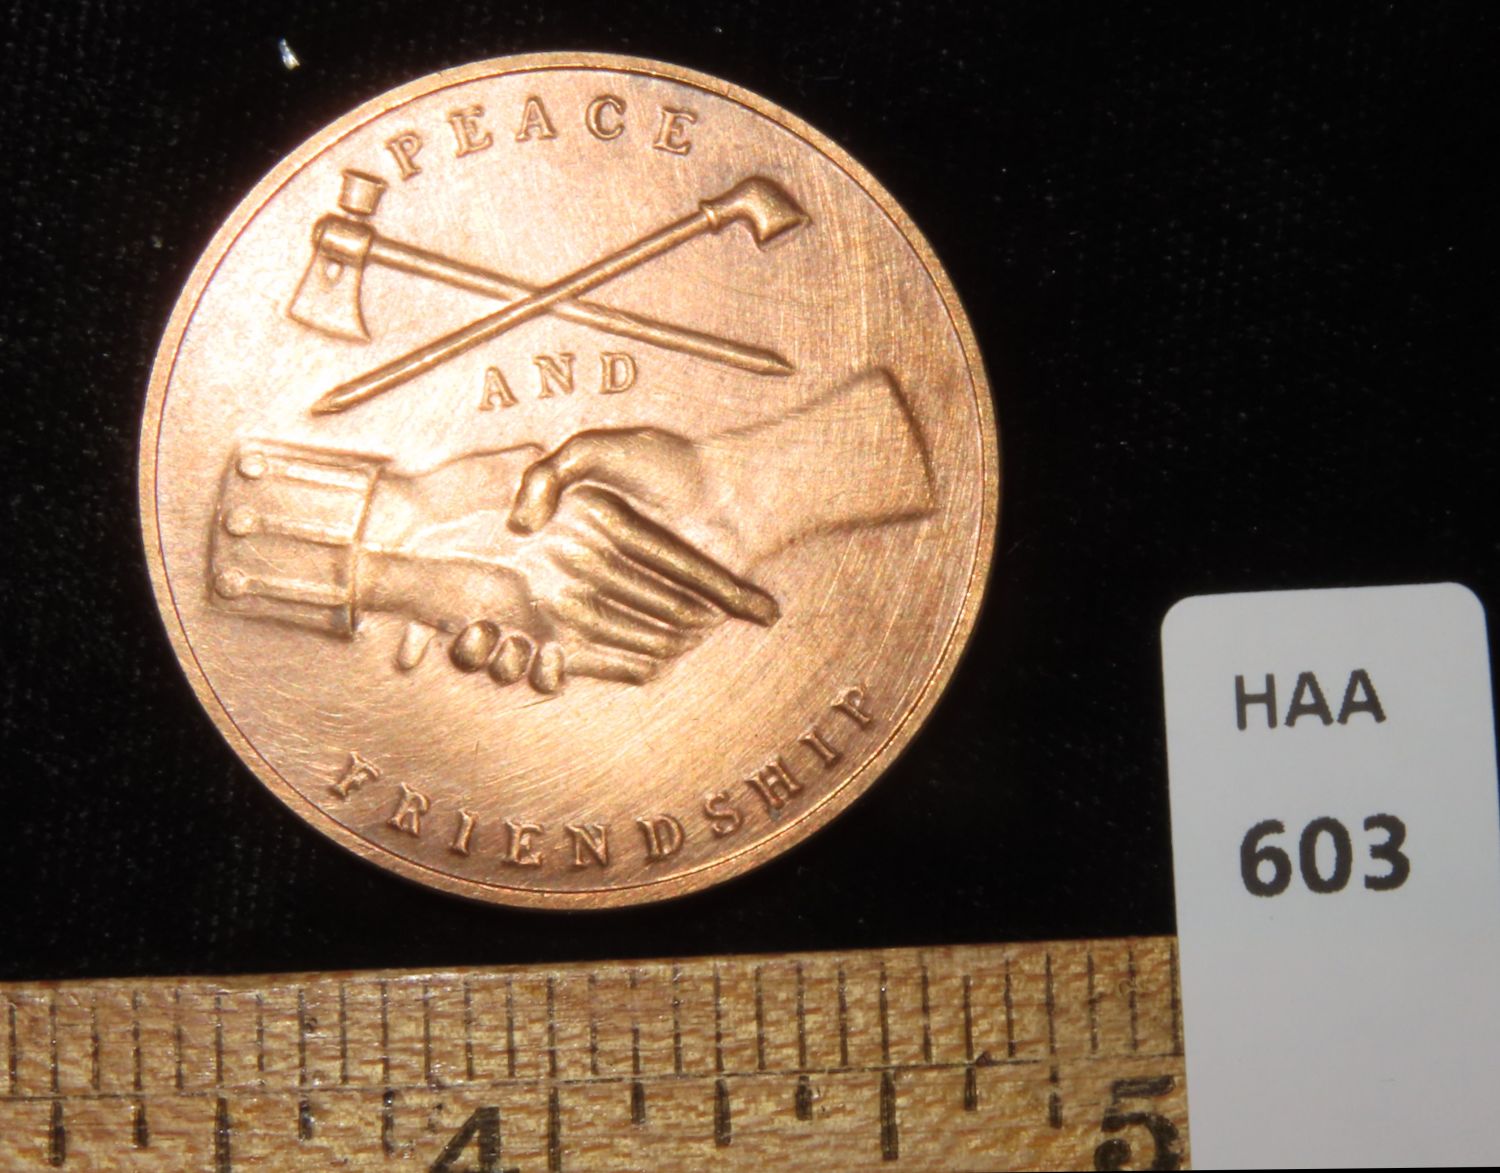 PEACE
AND
FRIENDSHIP
HAA
603
4
5